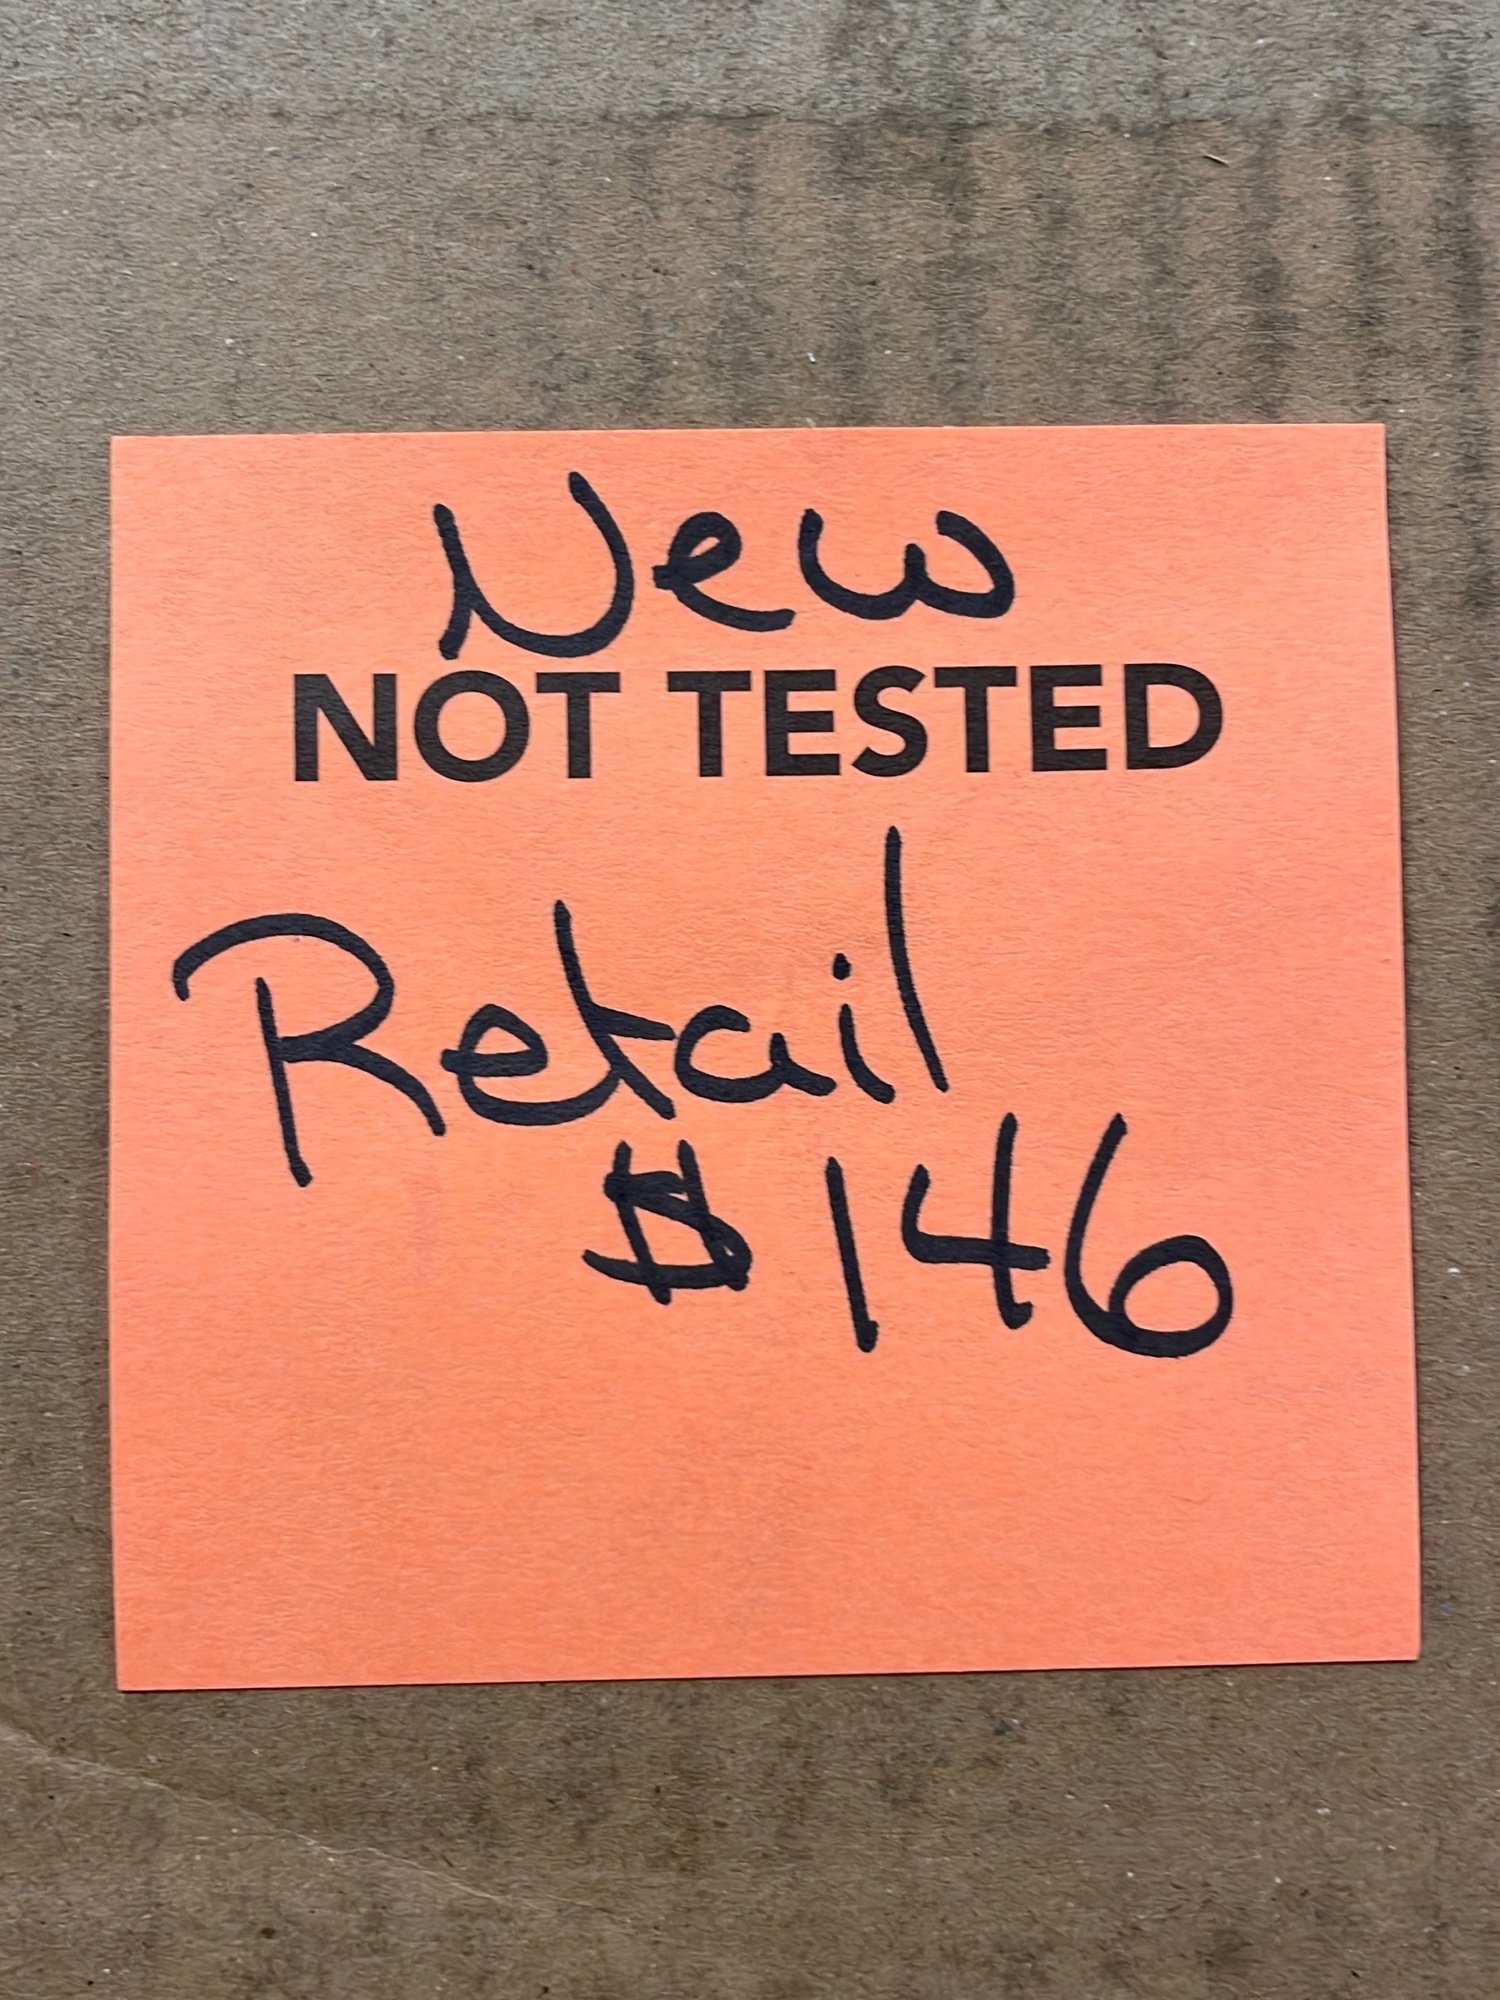 New
NOT TESTED
Retail
$146